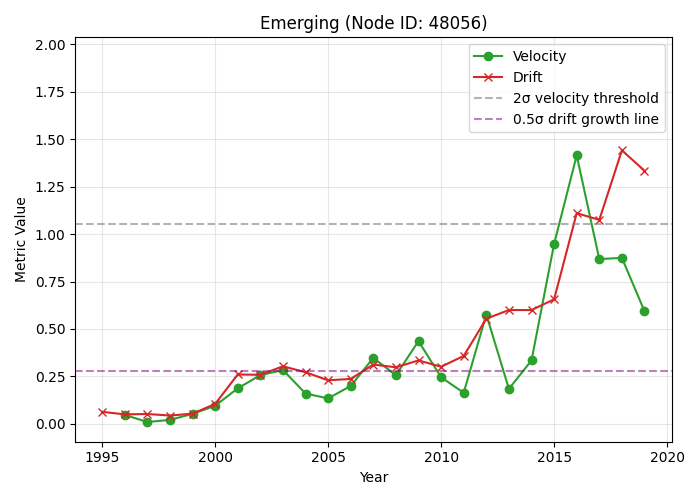 Emerging (Node ID: 48056)
Velocity
Drift
2σ velocity threshold
0.5σ drift growth line
Metric Value
2.00
1.75
1.50
1.25
1.00
0.75
0.50
0.25
0.00
1995
2000
2005
2010
2015
2020
Year